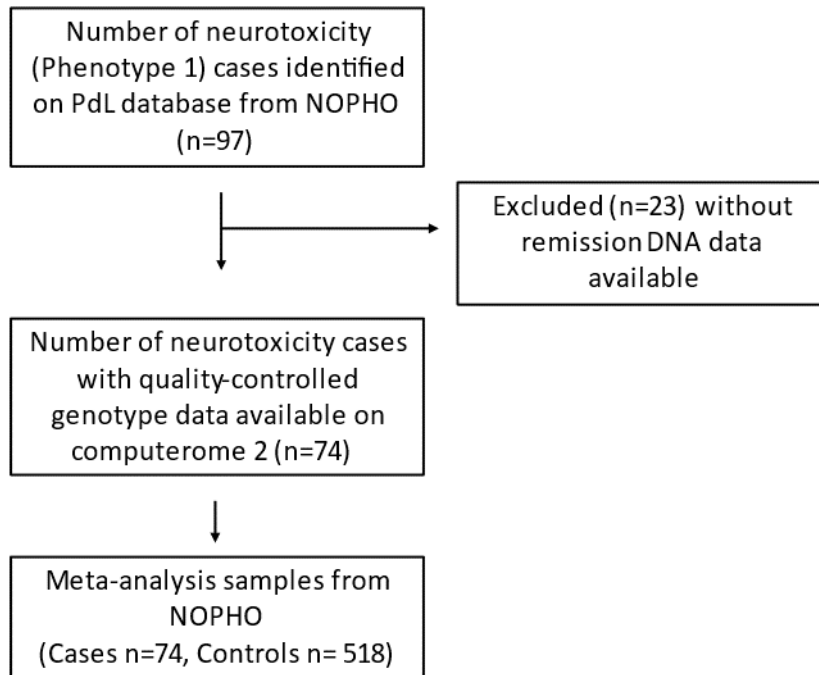 Number of neurotoxicity
(Phenotype 1) cases identified
on PdL database from NOPHO
(n=97)
Excluded (n=23) without
remission DNA data
available
Number of neurotoxicity cases
with quality-controlled
genotype data available on
computerome 2 (n=74)
Meta-analysis samples from
NOPHO
(Cases n=74, Controls n= 518)